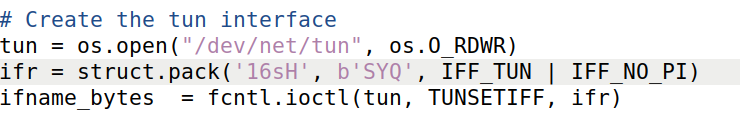 # Create the tun interface
tun = os.open("/dev/net/tun", os.O_RDWR)
ifr = struct.pack('16sH', b'SYQ', IFF_TUN | IFF_NO_PI)
ifname_bytes  = fcntl.ioctl(tun, TUNSETIFF, ifr)